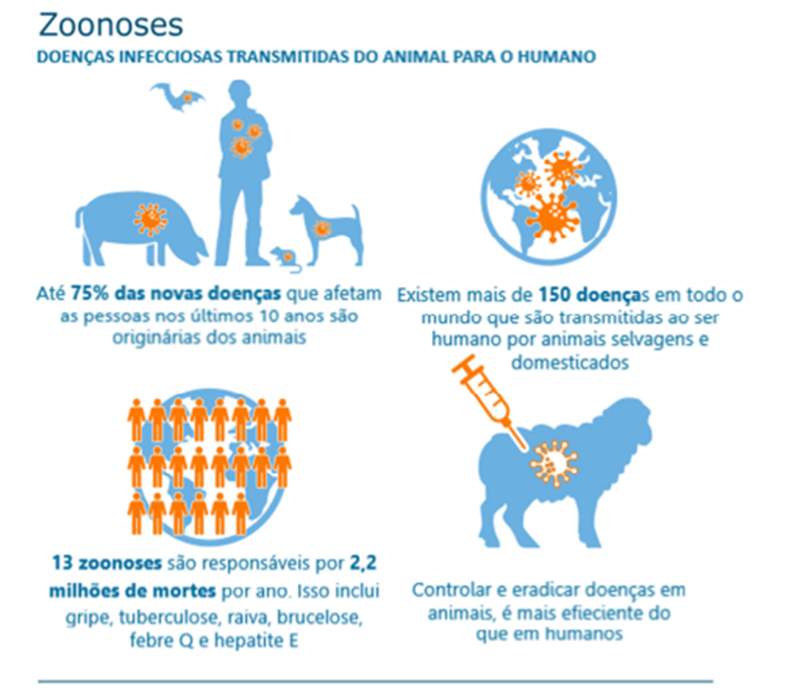 Zoonoses
DOENÇAS INFECCIOSAS TRANSMITIDAS DO ANIMAL PARA O HUMANO
Até 75% das novas doenças que afetam
as pessoas nos últimos 10 anos são
originárias dos animais
Existem mais de 150 doenças em todo o
mundo que são transmitidas ao ser
humano por animais selvagens e
domesticados
13 zoonoses são responsáveis por 2,2
milhões de mortes por ano. Isso inclui
gripe, tuberculose, raiva, brucelose,
febre Q e hepatite E
Controlar e eradicar doenças em
animais, é mais efieciente do
que em humanos